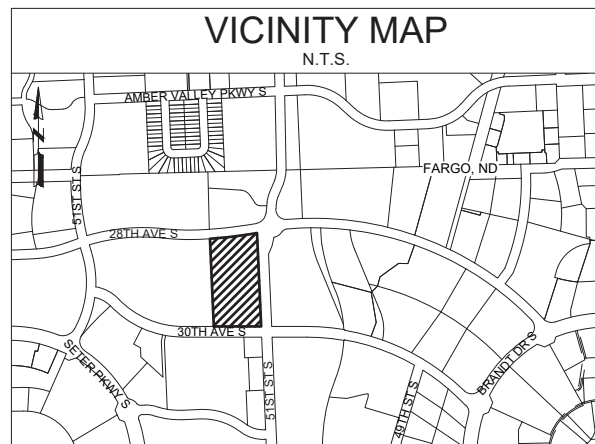 VICINITY MAP
N.T.S.
AMBER VALLEY PKWY S
FARGO, ND
51ST ST S
28TH AVE S
30TH AVE S
SETER PKWY S
51ST ST S
49TH ST S
BRANDT DR S